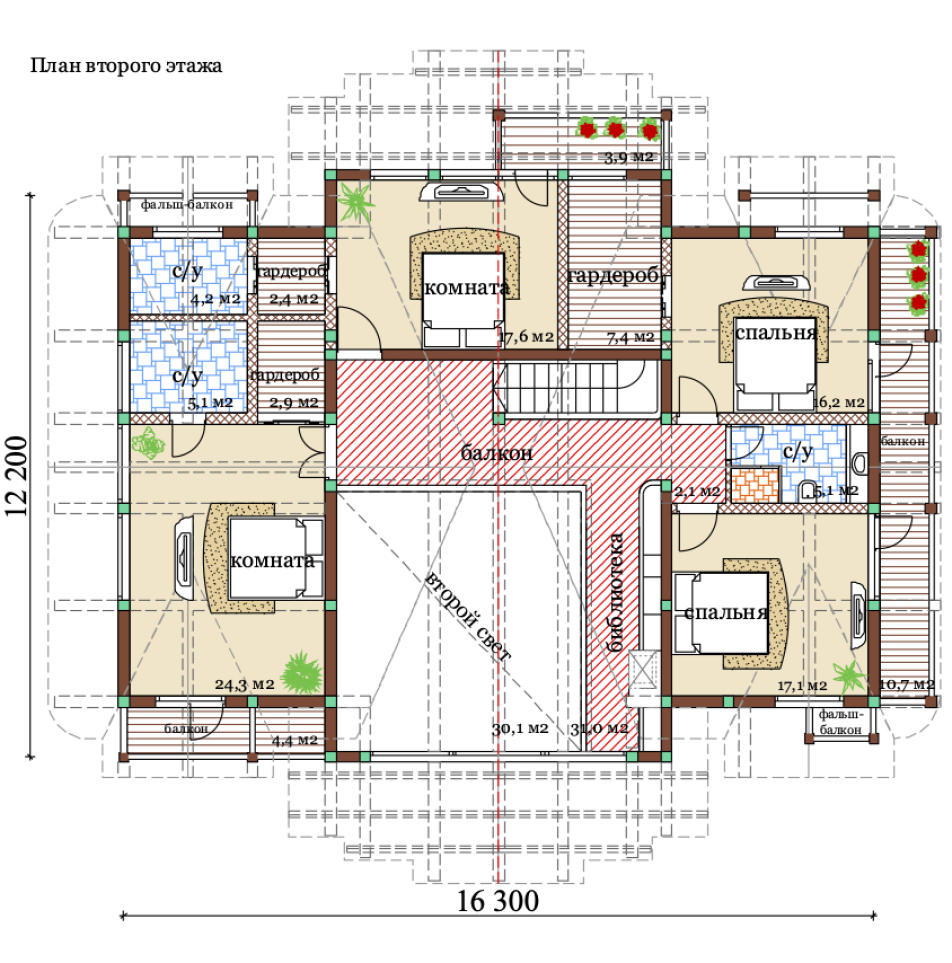 План второго этажа
3,9 м2
фальш-балкон
с/у
4,2 м2
гардероб
2,4 м2
комната
17,6 м2
гардероб
7,4 м2
спальня
16,2 м2
с/у
5,1 м2
гардероб
2,9 м2
балкон
балкон
с/у
5,1 м2
2,1 м2
12 200
комната
24,3 м2
второй свет
30,1 м2
библиотека
31,0 м2
спальня
17,1 м2
10,7 м2
балкон
4,4 м2
фальш-
балкон
16 300